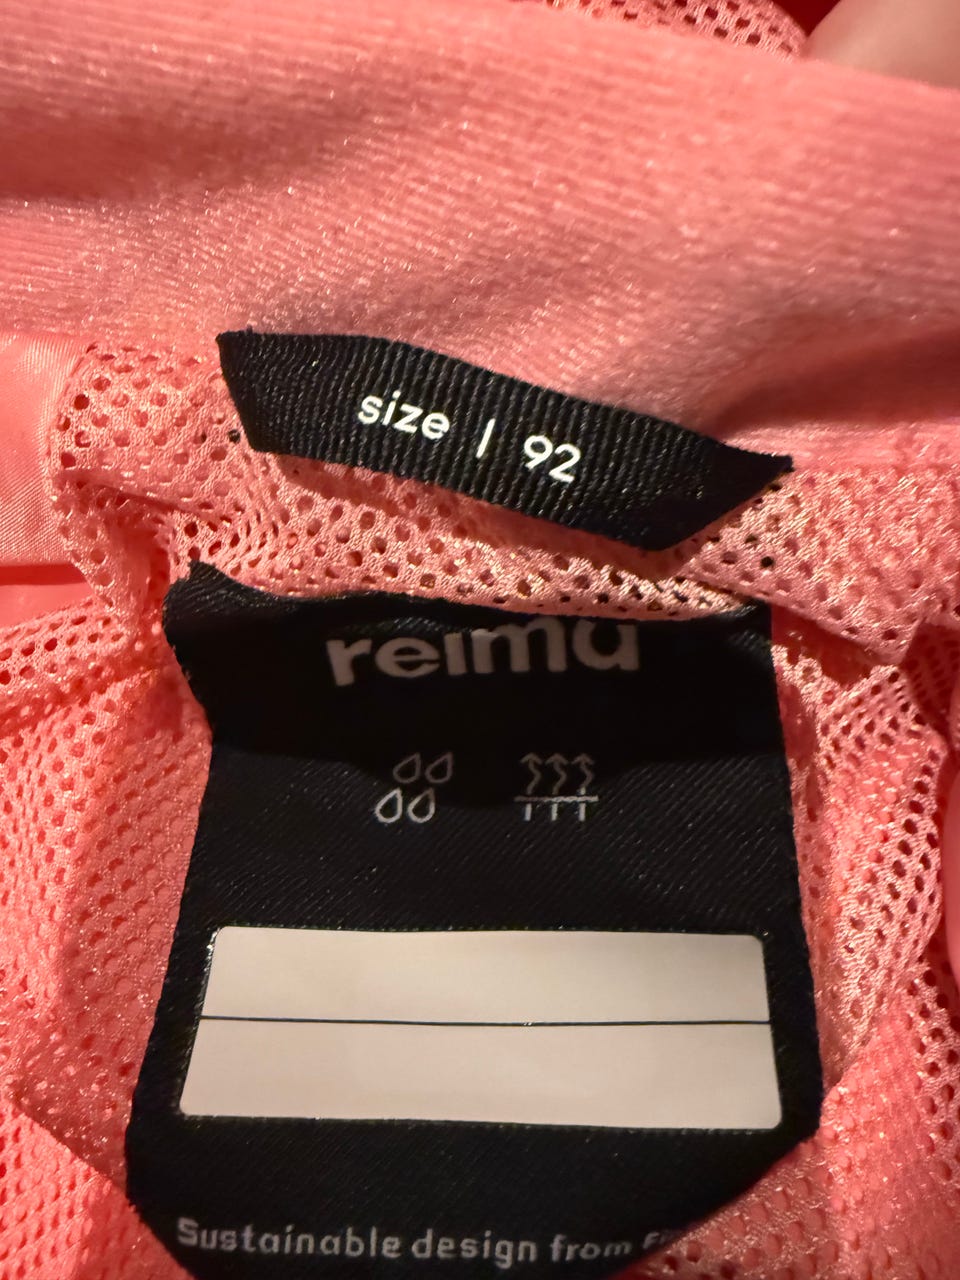 size | 92
reima
Sustainable design from